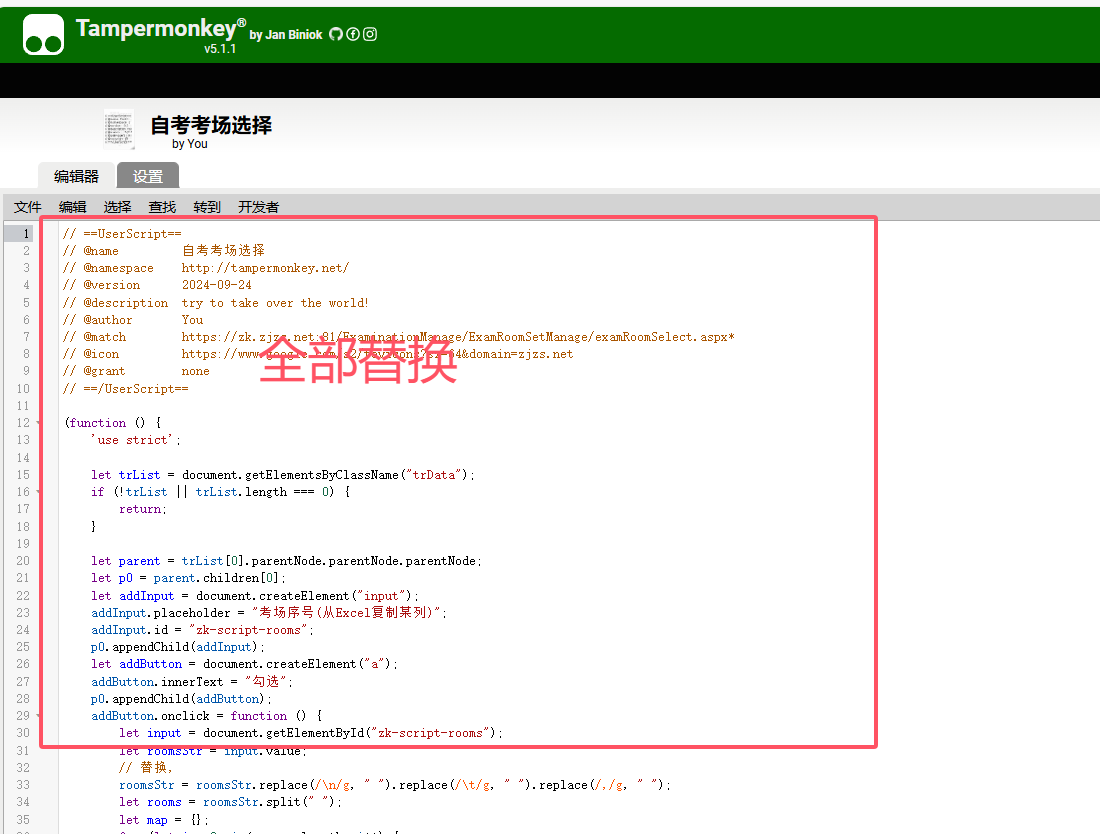 Tampermonkey® by Jan Biniok
v5.1.1
自考考场选择
by You
编辑器 设置
文件 编辑 选择 查找 转到 开发者
1 // ==UserScript==
2 // @name 自考考场选择
3 // @namespace http://tampermonkey.net/
4 // @version 2024-09-24
5 // @description try to take over the world!
6 // @author You
7 // @match https://zk.zjzs.net:81/ExaminationManage/ExamRoomSetManage/examRoomSelect.aspx*
8 // @icon https://www.google.com/s2/favicons?sz=64&domain=zjzs.net
全部替换
9 // @grant none
10 // ==/UserScript==
11
12 (function () {
13 'use strict';
14
15 let trList = document.getElementsByClassName("trData");
16 if (!trList || trList.length === 0) {
17 return;
18 }
19
20 let parent = trList[0].parentNode.parentNode.parentNode;
21 let p0 = parent.children[0];
22 let addInput = document.createElement("input");
23 addInput.placeholder = "考场序号(从Excel复制某列)";
24 addInput.id = "zk-script-rooms";
25 p0.appendChild(addInput);
26 let addButton = document.createElement("a");
27 addButton.innerText = "勾选";
28 p0.appendChild(addButton);
29 addButton.onclick = function () {
30 let input = document.getElementById("zk-script-rooms");
31 let roomsStr = input.value;
32 // 替换,
33 roomsStr = roomsStr.replace(/\n/g, " ").replace(/\t/g, " ").replace(/,/g, " ");
34 let rooms = roomsStr.split(" ");
35 let map = {};